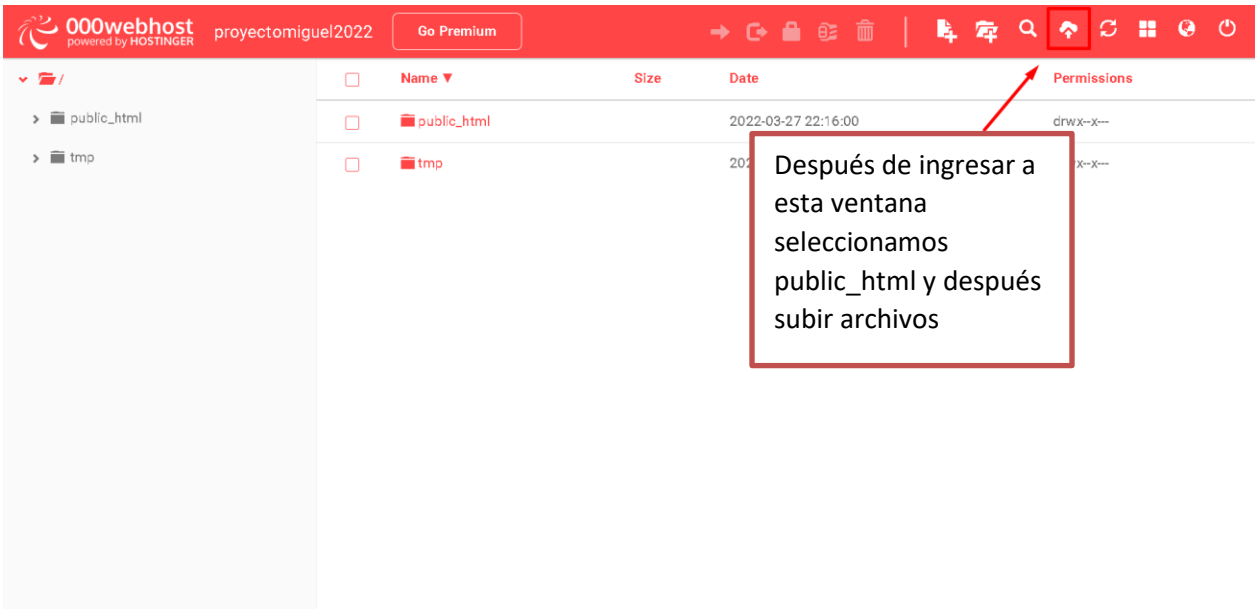 000webhost
powered by HOSTINGER
proyectomiguel2022
Go Premium
/
public_html
tmp
Name ▼ Size Date Permissions
public_html 2022-03-27 22:16:00 drwx--x---
tmp
Después de ingresar a
esta ventana
seleccionamos
public_html y después
subir archivos